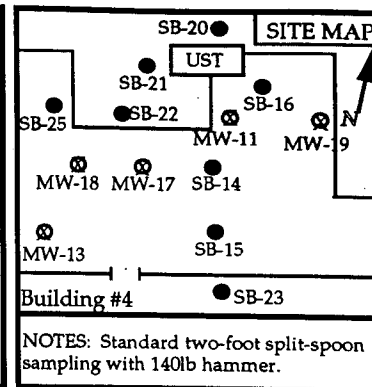 SB-20
SITE MAP
UST
SB-21
SB-16
SB-25
SB-22
MW-11
MW-19
N
MW-18
MW-17
SB-14
MW-13
SB-15
Building #4
SB-23
NOTES: Standard two-foot split-spoon
sampling with 140lb hammer.